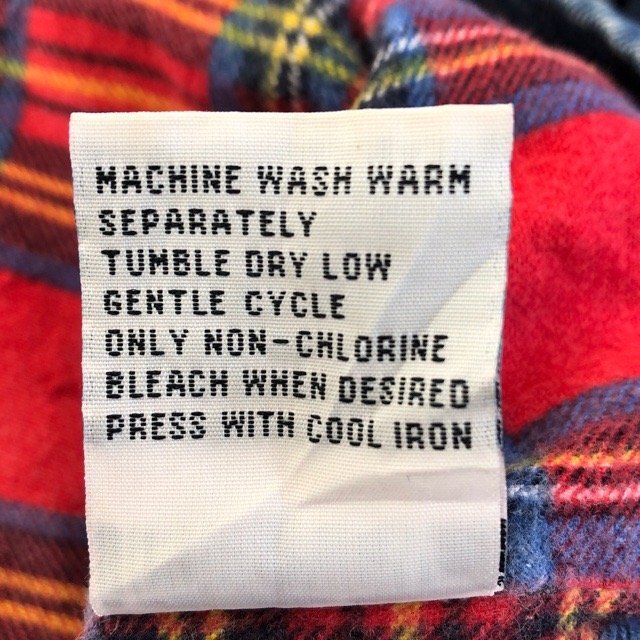 MACHINE WASH WARM
SEPARATELY
TUMBLE DRY LOW
GENTLE CYCLE
ONLY NON-CHLORINE
BLEACH WHEN DESIRED
PRESS WITH COOL IRON